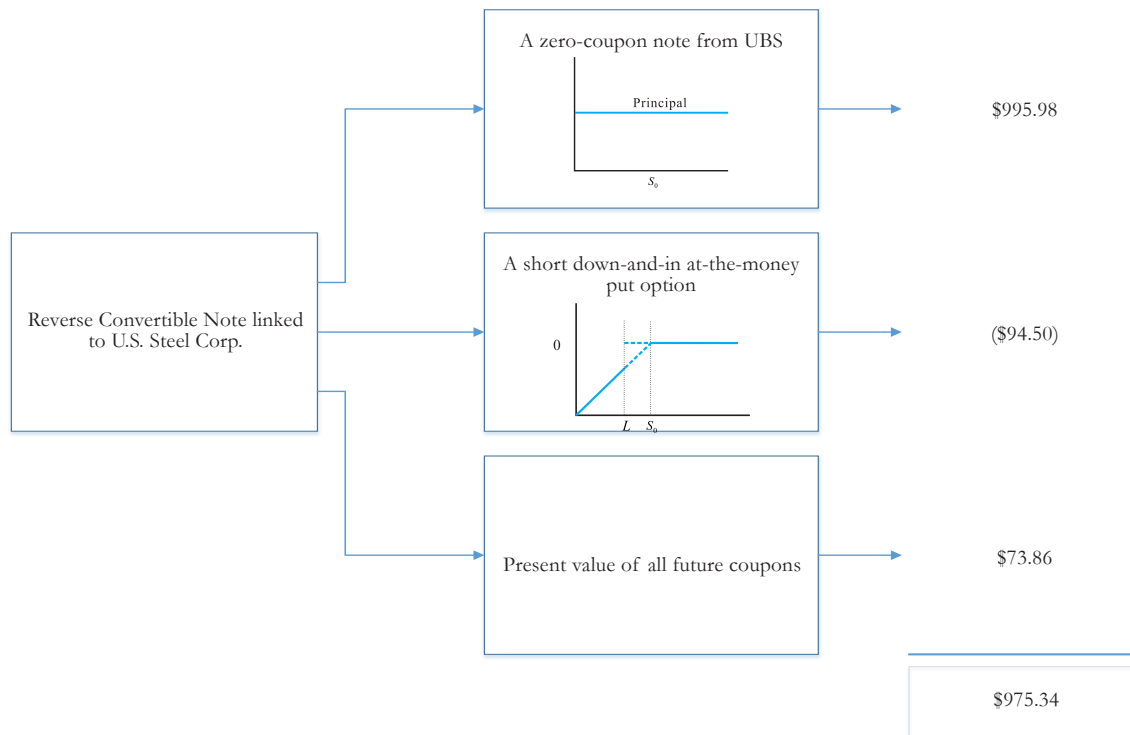 A zero-coupon note from UBS
Principal
S₀
$995.98
Reverse Convertible Note linked
to U.S. Steel Corp.
A short down-and-in at-the-money
put option
0
L S₀
($94.50)
Present value of all future coupons
$73.86
$975.34